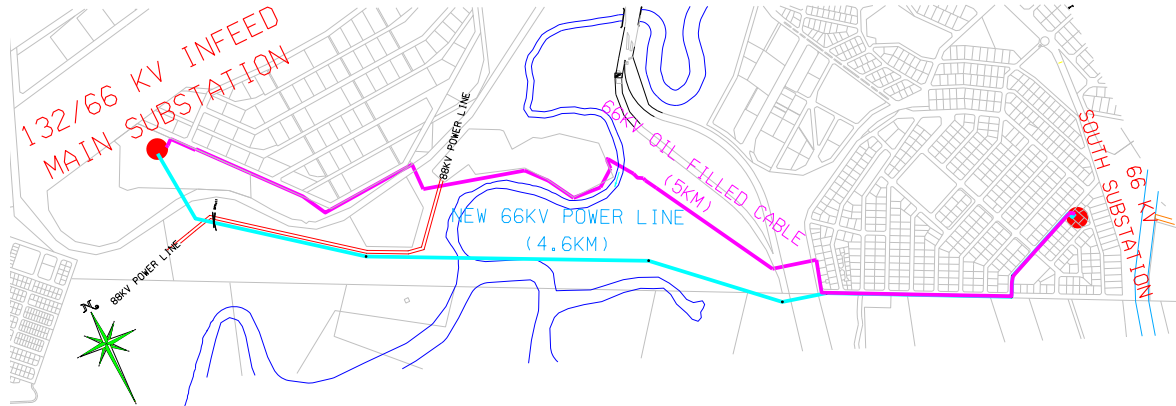 132/66 KV INFEED
MAIN SUBSTATION
88KV POWER LINE
66KV OIL FILLED CABLE
(5KM)
NEW 66KV POWER LINE
(4.6KM)
88KV POWER LINE
SOUTH SUBSTATION
66 K
N